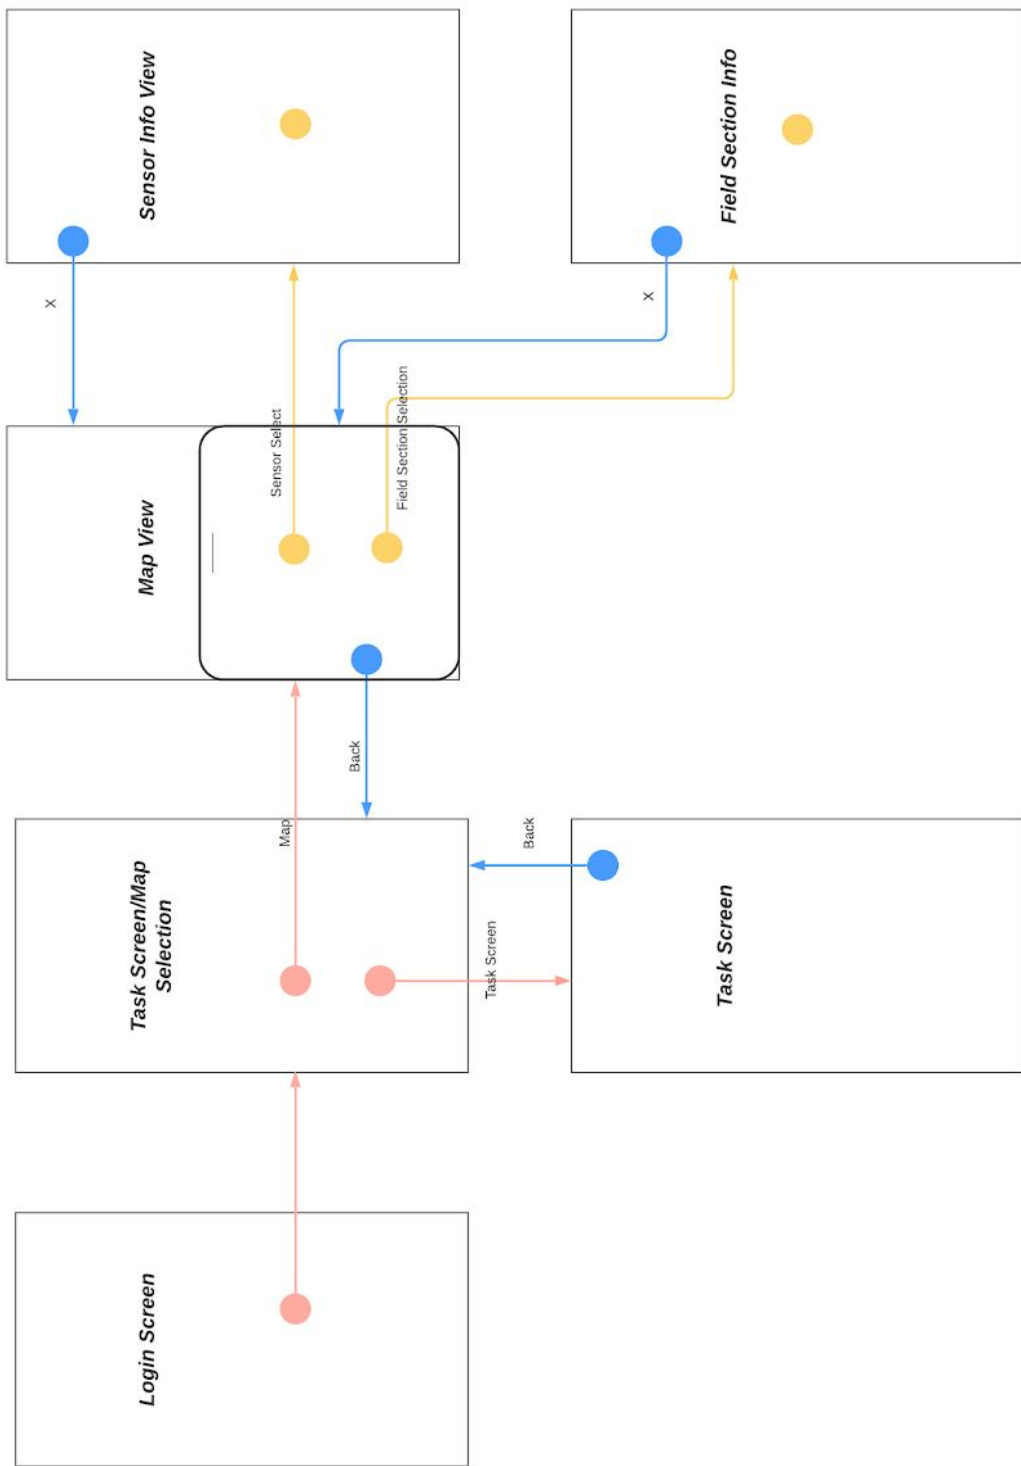 Login Screen
Task Screen/Map
Selection
Map
Back
Task Screen
Back
Task Screen
Map View
Sensor Select
Field Section Selection
X
X
Sensor Info View
Field Section Info